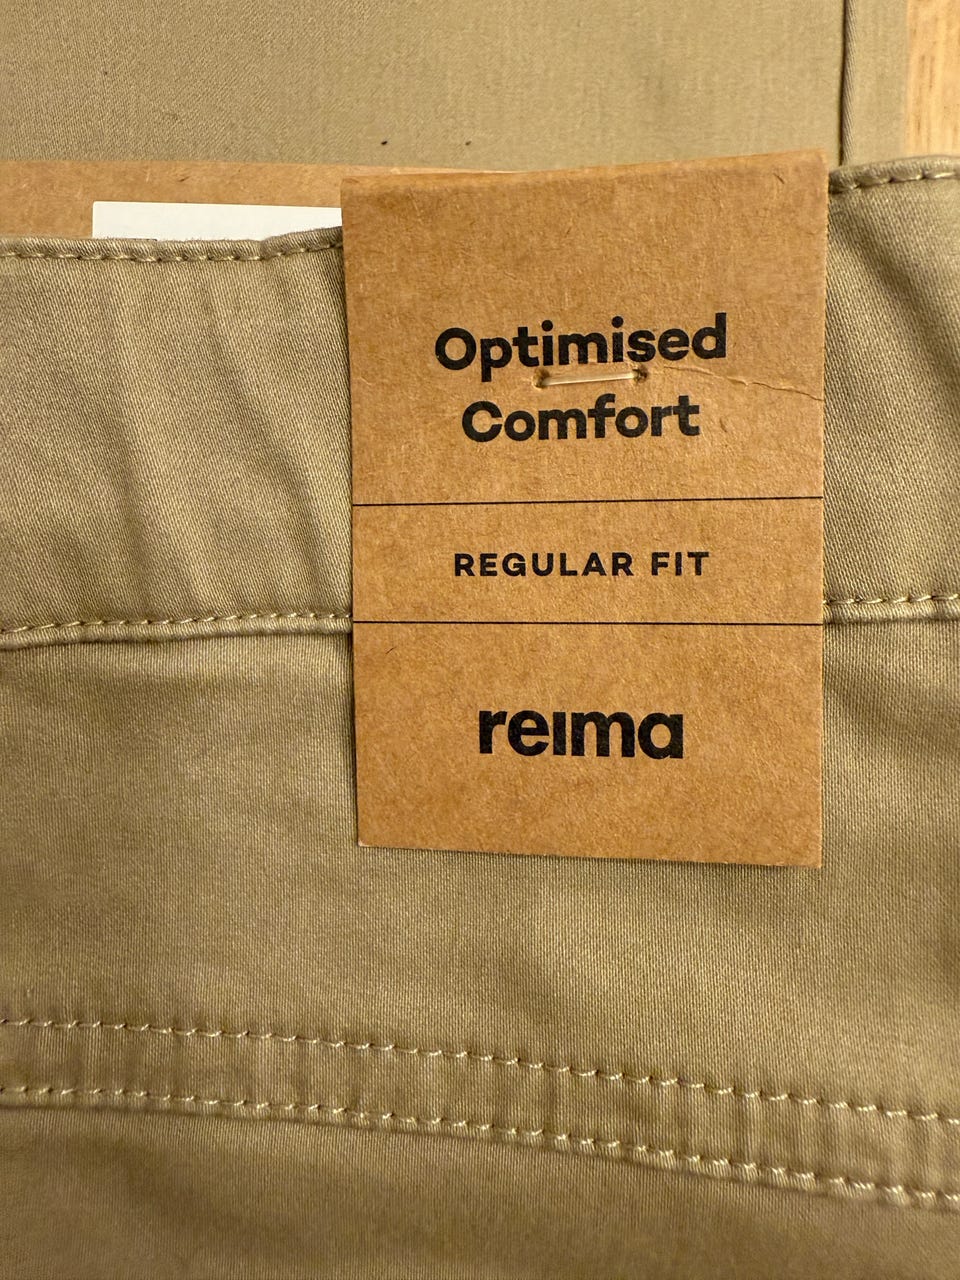 Optimised
Comfort
REGULAR FIT
reima